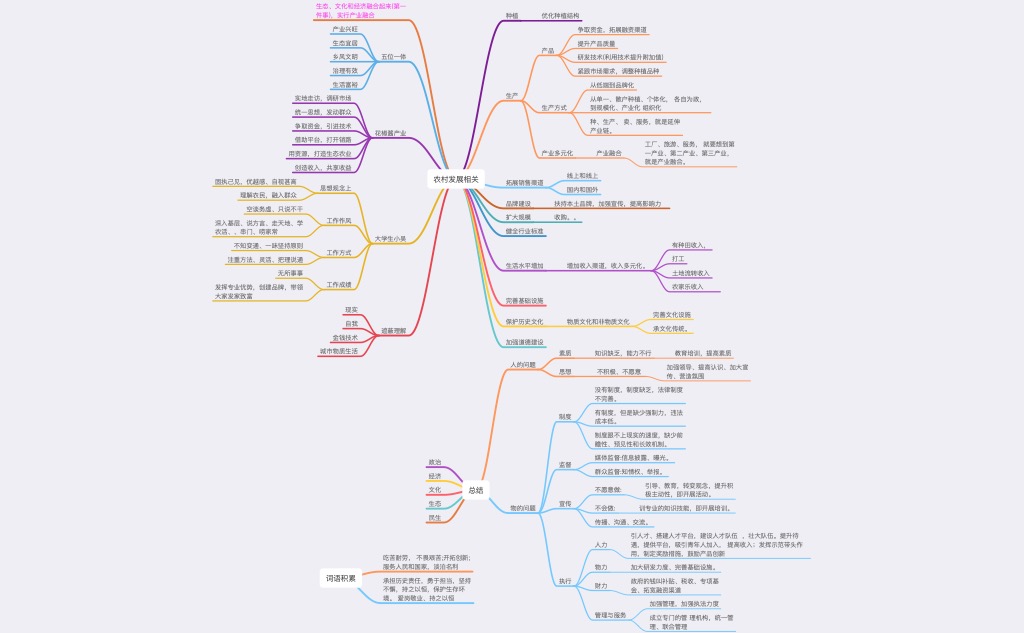 生态、文化和经济融合起来(第一
件事)、实行产业融合
产业兴旺
生态宜居
乡风文明
治理有效
生活富裕
五位一体
实地走访，调研市场
统一思想，发动群众
争取资金，引进技术
借助平台，打开销路
用资源，打造生态农业
创造收入，共享收益
花椒酱产业
固执己见、优越感、自视甚高
理解农民，融入群众
思想观念上
空谈务虚、只说不干
深入基层、说方言、走天地、学
农活、、串门、唠家常
工作作风
不知变通、一味坚持原则
注重方法、灵活、把理说通
工作方式
无所事事
发挥专业优势，创建品牌，带领
大家发家致富
工作成绩
大学生小吴
现实
自我
金钱技术
城市物质生活
追薪理解
农村发展相关
种植
优化种植结构
生产
产品
争取资金，拓展融资渠道
提升产品质量
研发技术(利用技术提升附加值)
紧跟市场需求，调整种植品种
生产方式
从低端到品牌化
从单一、散户种植、个体化， 各自为政，
到规模化、产业化 组织化
种、生产、 卖、服务，就是延伸
产业链。
产业多元化
产业融合
工厂、旅游、服务， 就要想到第
一产业、第二产业、第三产业，
就是产业融合。
拓展销售渠道
线上和线上
国内和国外
品牌建设
扶持本土品牌，加强宣传，提高影响力
扩大规模
收购。。
健全行业标准
生活水平增加
增加收入渠道，收入多元化。
有种田收入，
打工
土地流转收入
农家乐收入
完善基础设施
保护历史文化
物质文化和非物质文化
完善文化设施
承文化传统。
加强道德建设
总结
政治
经济
文化
生态
民生
人的问题
素质
知识缺乏，能力不行
教育培训，提高素质
思想
不积极、不愿意
加强领导、提高认识、加大宣
传、营造氛围
物的问题
制度
没有制度，制度缺乏，法律制度
不完善。
有制度，但是缺少强制力，违法
成本低。
制度跟不上现实的速度，缺少前
瞻性、预见性和长效机制。
监督
媒体监督:信息披露、曝光。
群众监督:知情权、举报。
宣传
不愿意做:
引导、教育，转变观念，提升积
极主动性，即开展活动。
不会做:
训专业的知识技能，即开展培训。
传播、沟通、交流。
执行
人力
引人才、搭建人才平台，建设人才队伍 ，壮大队伍，提升待
遇，提供平台，吸引青年人加入， 提高收入；发挥示范带头作
用，制定奖励措施，鼓励产品创新
物力
加大研发力度、完善基础设施。
财力
政府的钱叫补贴、税收、专项基
金，拓宽融资渠道
管理与服务
加强管理，加强执法力度
成立专门的管 理机构，统一管
理、联合管理
词语积累
吃苦耐劳， 不畏艰苦;开拓创新;
服务人民和国家，淡泊名利
承担历史责任、勇于担当、坚持
不懈，持之以恒，保护生存环
境。 爱岗敬业、持之以恒